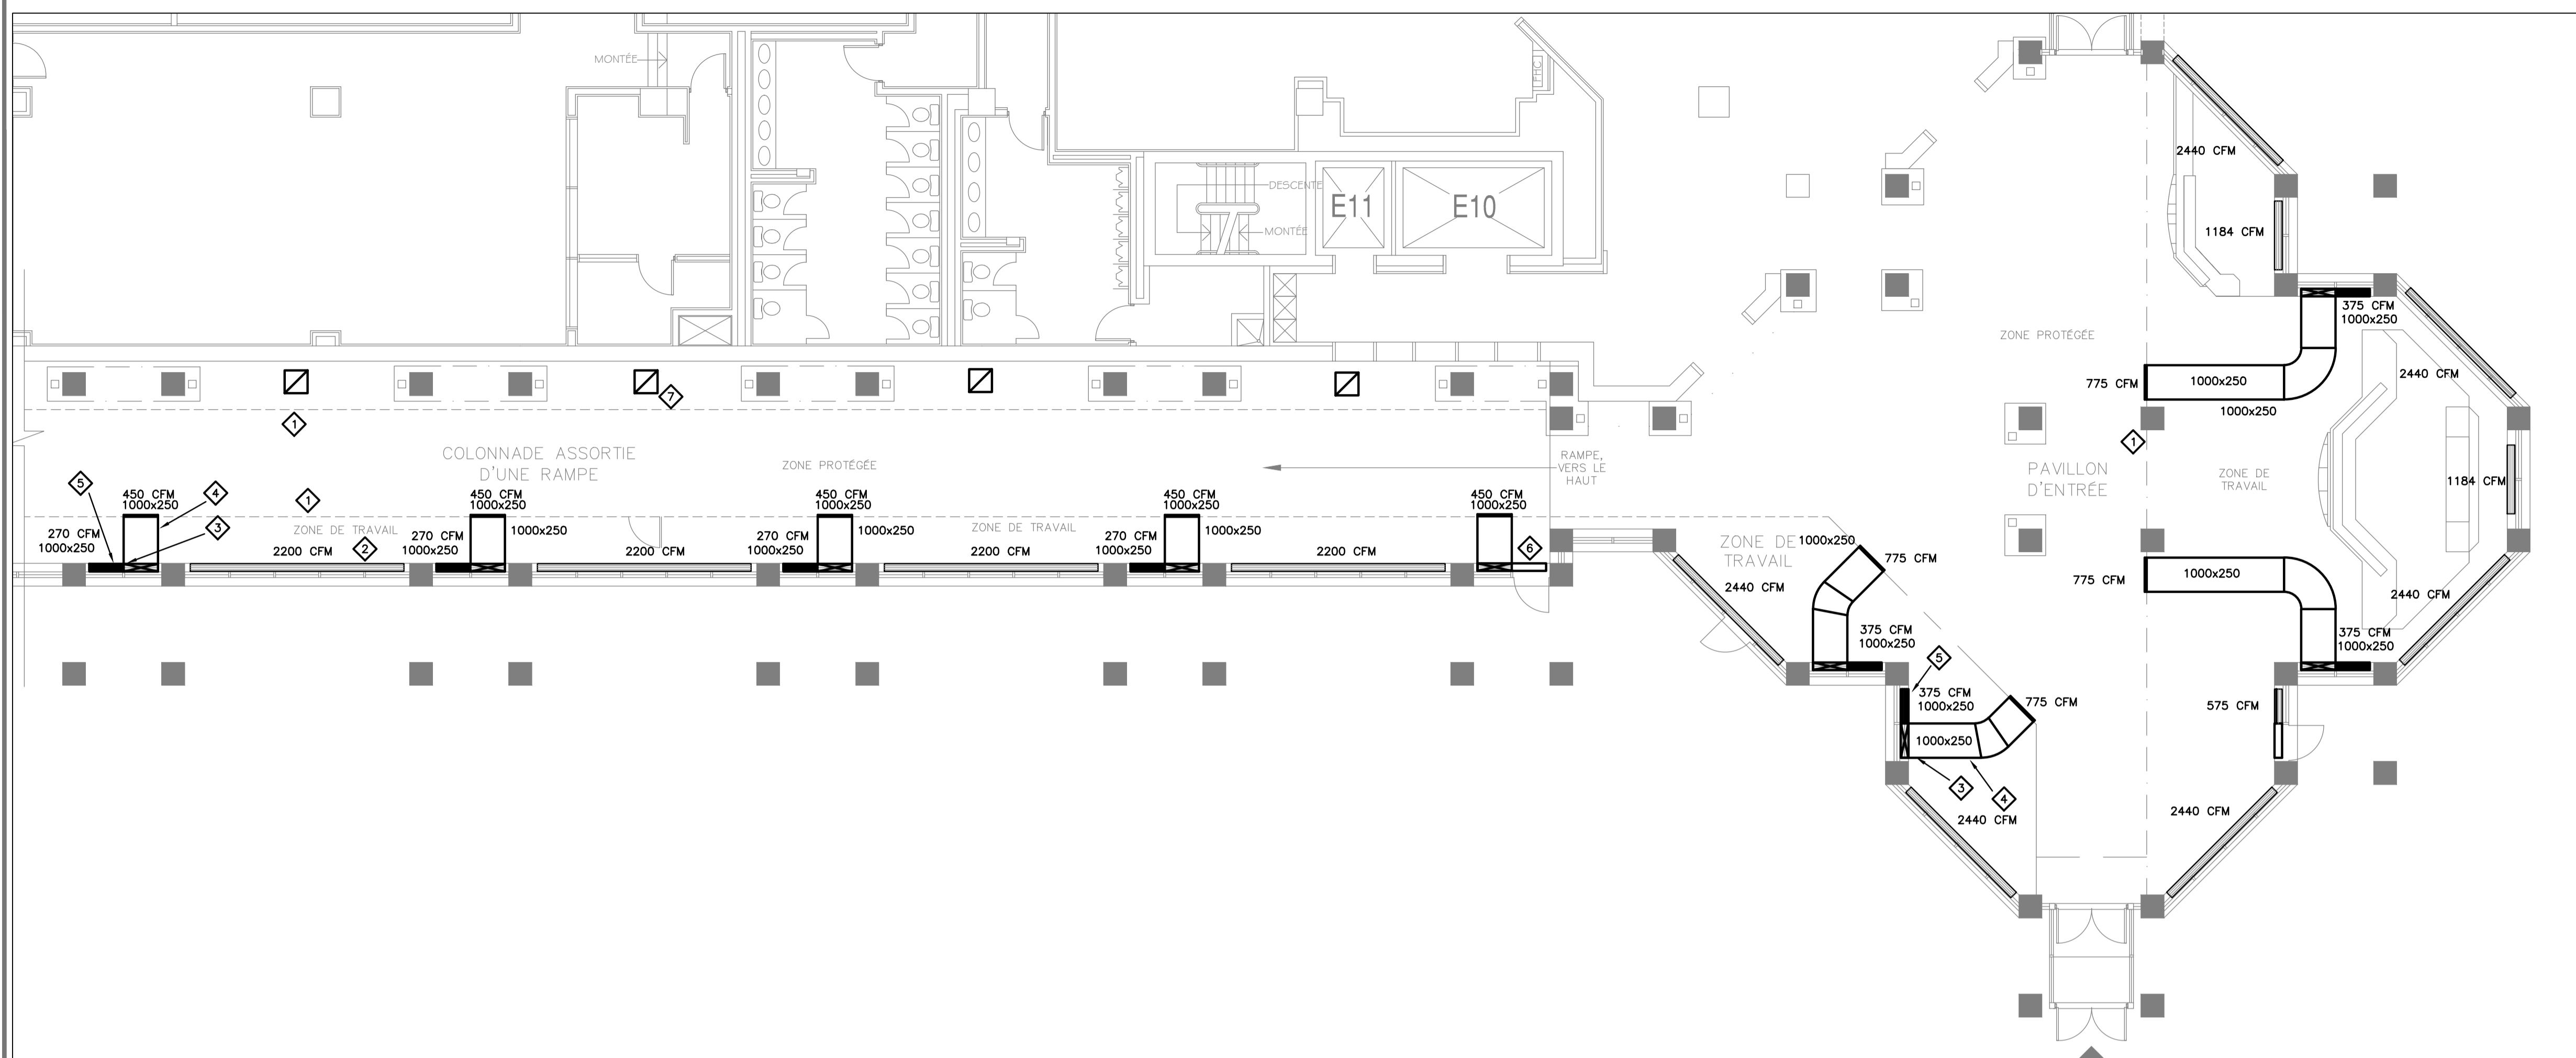 MONTÉE
FHC
DESCENTE
E11
E10
MONTÉE
2440 CFM
1184 CFM
375 CFM
1000x250
ZONE PROTÉGÉE
775 CFM
1000x250
1000x250
2440 CFM
7
1
1
COLONNADE ASSORTIE
D'UNE RAMPE
ZONE PROTÉGÉE
RAMPE,
VERS LE
HAUT
PAVILLON
D'ENTRÉE
ZONE DE
TRAVAIL
1184 CFM
5
450 CFM
1000x250
4
1
3
270 CFM
1000x250
ZONE DE TRAVAIL
2200 CFM
2
450 CFM
1000x250
270 CFM
1000x250
1000x250
2200 CFM
450 CFM
1000x250
270 CFM
1000x250
1000x250
ZONE DE TRAVAIL
2200 CFM
450 CFM
1000x250
270 CFM
1000x250
1000x250
2200 CFM
450 CFM
1000x250
6
ZONE DE
TRAVAIL
1000x250
775 CFM
2440 CFM
375 CFM
1000x250
775 CFM
1000x250
2440 CFM
375 CFM
1000x250
5
375 CFM
1000x250
775 CFM
1000x250
575 CFM
3
4
2440 CFM
2440 CFM